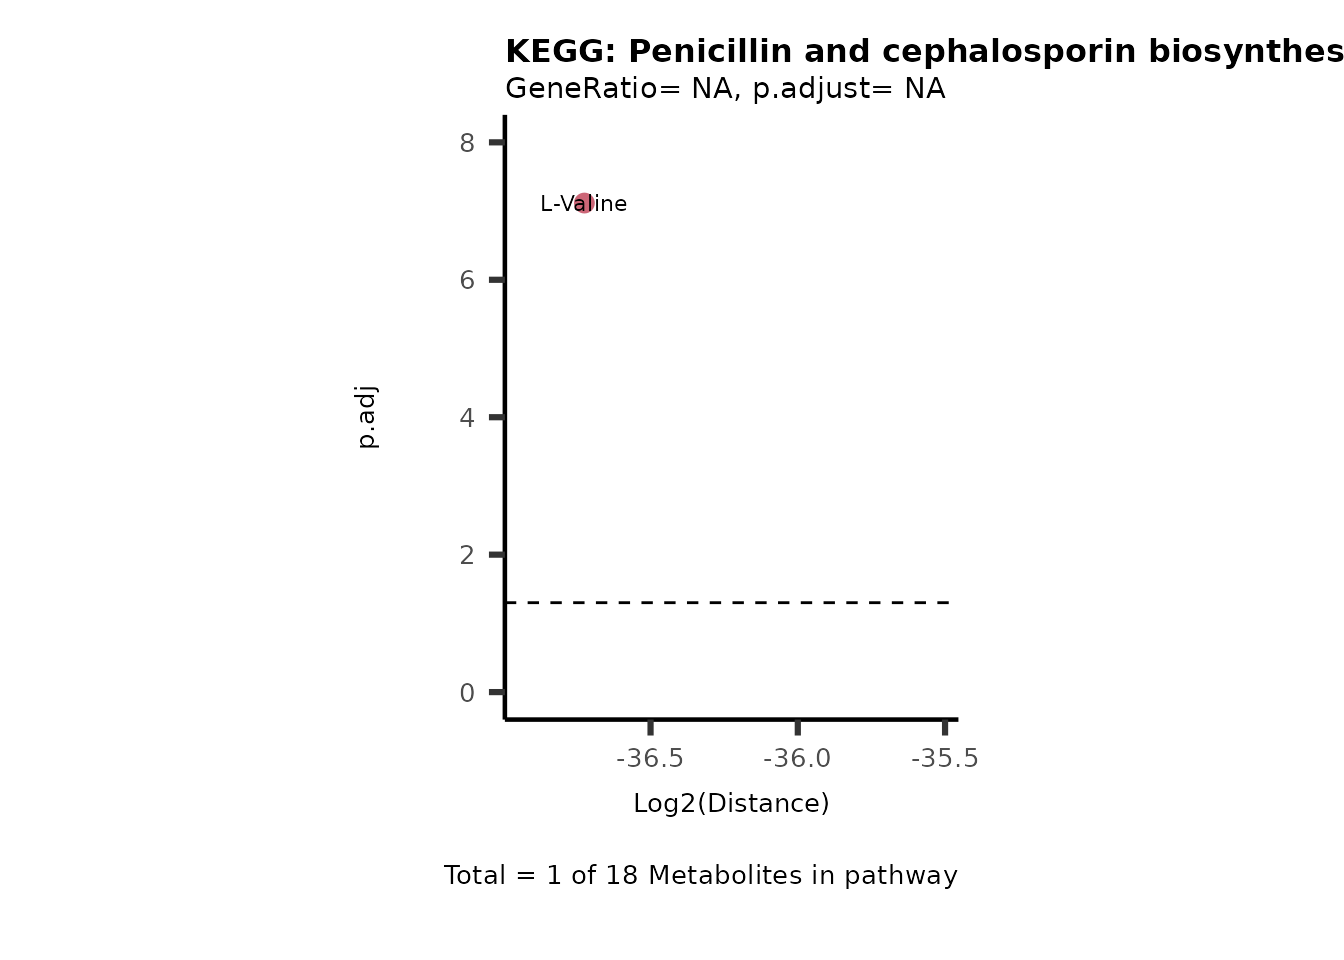 KEGG: Penicillin and cephalosporin biosynthes
GeneRatio= NA, p.adjust= NA
8
L-Valine
6
p.adj
4
2
0
-36.5 -36.0 -35.5
Log2(Distance)
Total = 1 of 18 Metabolites in pathway